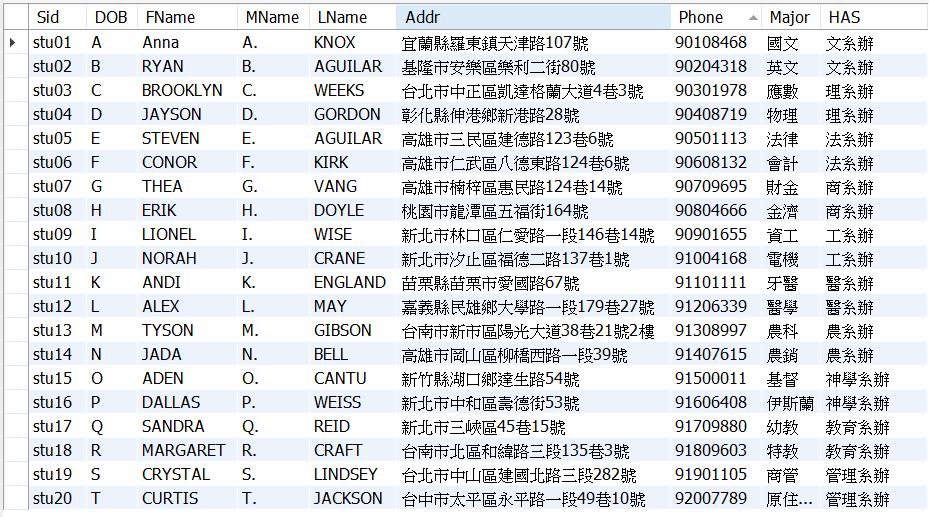 Sid DOB FName MName LName Addr Phone Major HAS
stu01 A Anna A. KNOX 宜蘭縣羅東鎮天津路107號 90108468 國文 文系辦
stu02 B RYAN B. AGUILAR 基隆市安樂區樂利二街80號 90204318 英文 文系辦
stu03 C BROOKLYN C. WEEKS 台北市中正區凱達格蘭大道4巷3號 90301978 應數 理系辦
stu04 D JAYSON D. GORDON 彰化縣伸港鄉新港路28號 90408719 物理 理系辦
stu05 E STEVEN E. AGUILAR 高雄市三民區建德路123巷6號 90501113 法律 法系辦
stu06 F CONOR F. KIRK 高雄市仁武區八德東路124巷6號 90608132 會計 法系辦
stu07 G THEA G. VANG 高雄市楠梓區惠民路124巷14號 90709695 財金 商系辦
stu08 H ERIK H. DOYLE 桃園市龍潭區五福街164號 90804666 金濟 商系辦
stu09 I LIONEL I. WISE 新北市林口區仁愛路一段146巷14號 90901655 資工 工系辦
stu10 J NORAH J. CRANE 新北市汐止區福德二路137巷1號 91004168 電機 工系辦
stu11 K ANDI K. ENGLAND 苗栗縣苗栗市愛國路67號 91101111 牙醫 醫系辦
stu12 L ALEX L. MAY 嘉義縣民雄鄉大學路一段179巷27號 91206339 醫學 醫系辦
stu13 M TYSON M. GIBSON 台南市新市區陽光大道38巷21號2樓 91308997 農科 農系辦
stu14 N JADA N. BELL 高雄市岡山區柳橋西路一段39號 91407615 農銷 農系辦
stu15 O ADEN O. CANTU 新竹縣湖口鄉達生路54號 91500011 基督 神學系辦
stu16 P DALLAS P. WEISS 新北市中和區壽德街53號 91606408 伊斯蘭 神學系辦
stu17 Q SANDRA Q. REID 新北市三峽區45巷15號 91709880 幼教 教育系辦
stu18 R MARGARET R. CRAFT 台南市北區和緯路三段135巷3號 91809603 特教 教育系辦
stu19 S CRYSTAL S. LINDSEY 台北市中山區建國北路三段282號 91901105 商管 管理系辦
stu20 T CURTIS T. JACKSON 台中市太平區永平路一段49巷10號 92007789 原住... 管理系辦